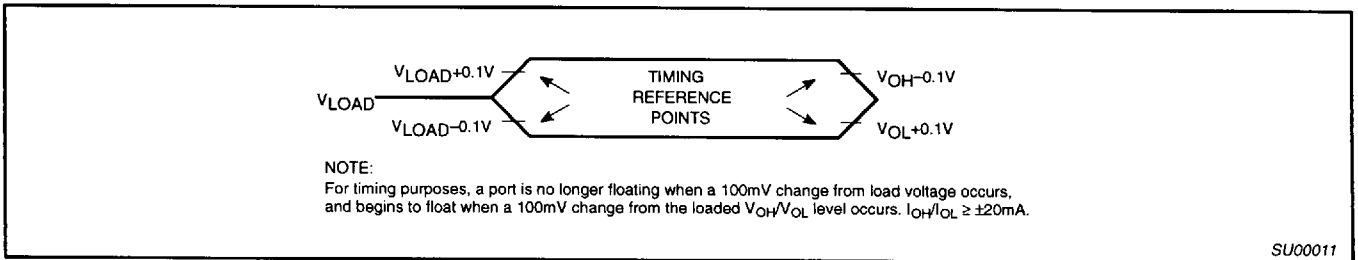 VLOAD+0.1V
TIMING
VOH–0.1V
VLOAD
REFERENCE
VLOAD–0.1V
POINTS
VOL+0.1V
NOTE:
For timing purposes, a port is no longer floating when a 100mV change from load voltage occurs,
and begins to float when a 100mV change from the loaded VOH/VOL level occurs. IOH/IOL ≥ ±20mA.
SU00011